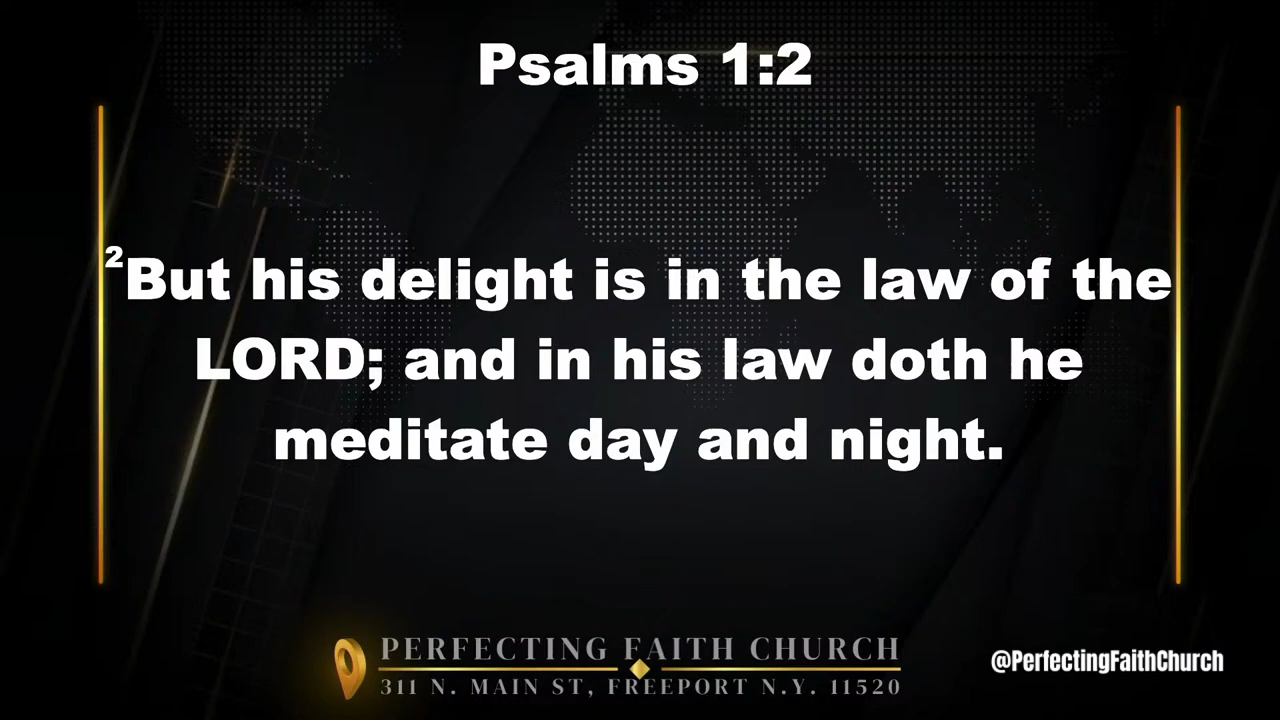 Psalms 1:2
²But his delight is in the law of the
LORD; and in his law doth he
meditate day and night.
PERFECTING FAITH CHURCH
311 N. MAIN ST, FREEPORT N.Y. 11520
@PerfectingFaithChurch